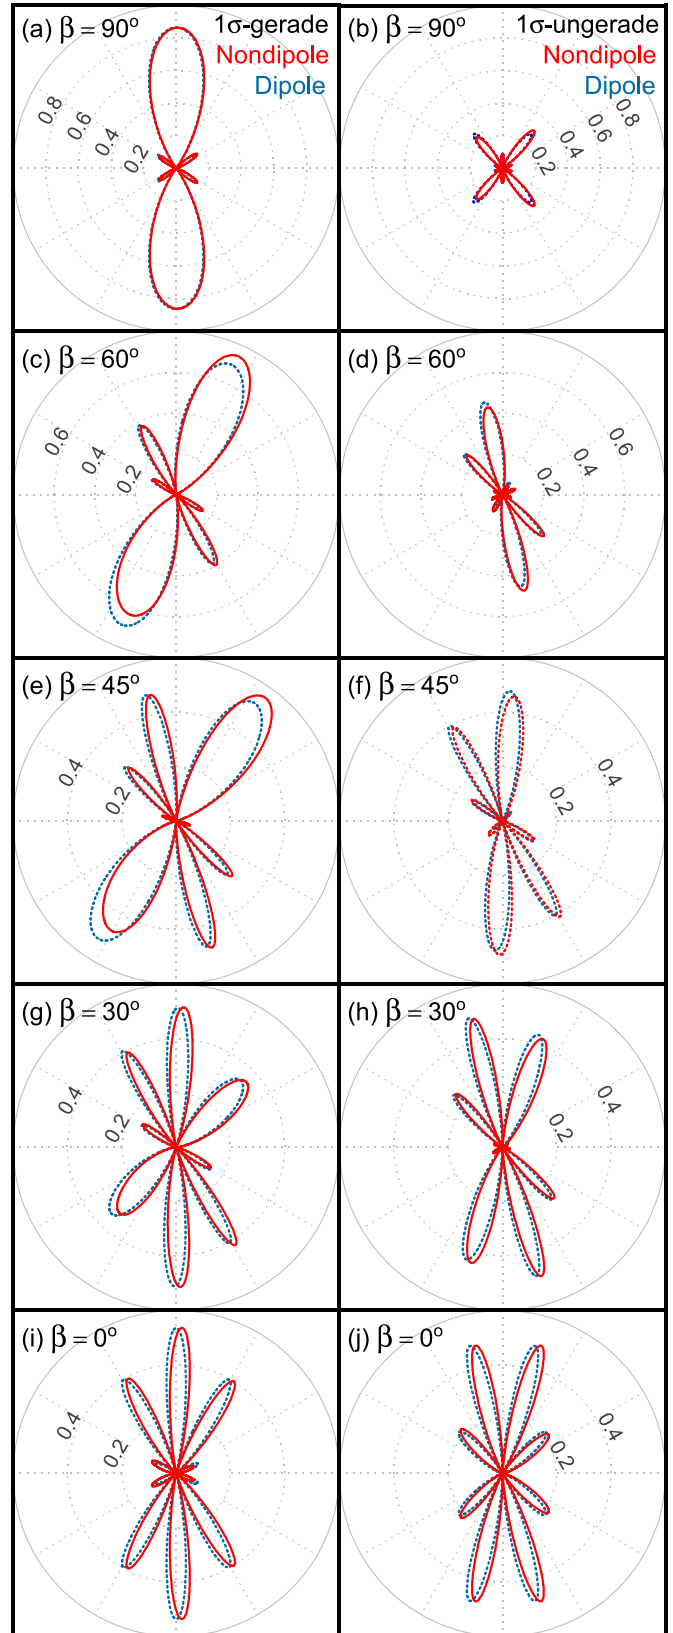 (a) β = 90° 1σ-gerade
Nondipole
Dipole
0.8
0.6
0.4
0.2
(b) β = 90° 1σ-ungerade
Nondipole
Dipole
0.8
0.6
0.4
0.2
(c) β = 60°
0.6
0.4
0.2
(d) β = 60°
0.6
0.4
0.2
(e) β = 45°
0.4
0.2
(f) β = 45°
0.4
0.2
(g) β = 30°
0.4
0.2
(h) β = 30°
0.4
0.2
(i) β = 0°
0.4
0.2
(j) β = 0°
0.4
0.2